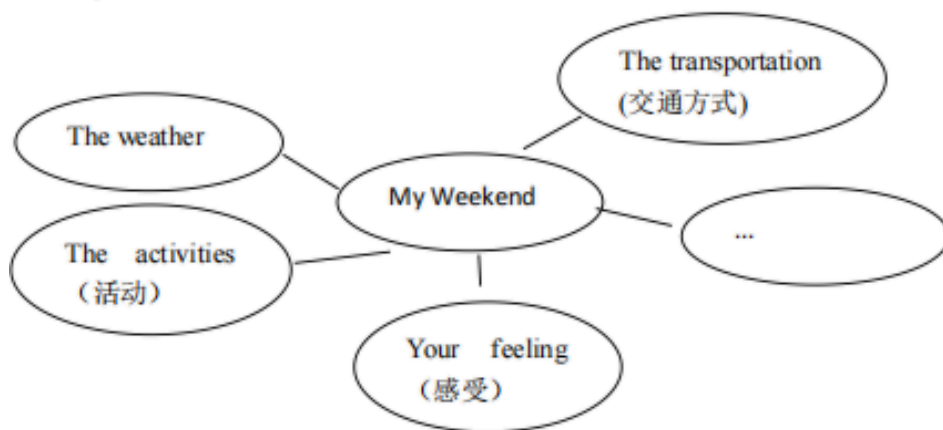 The transportation
(交通方式)
The weather
My Weekend
...
The activities
（活动）
Your feeling
（感受）